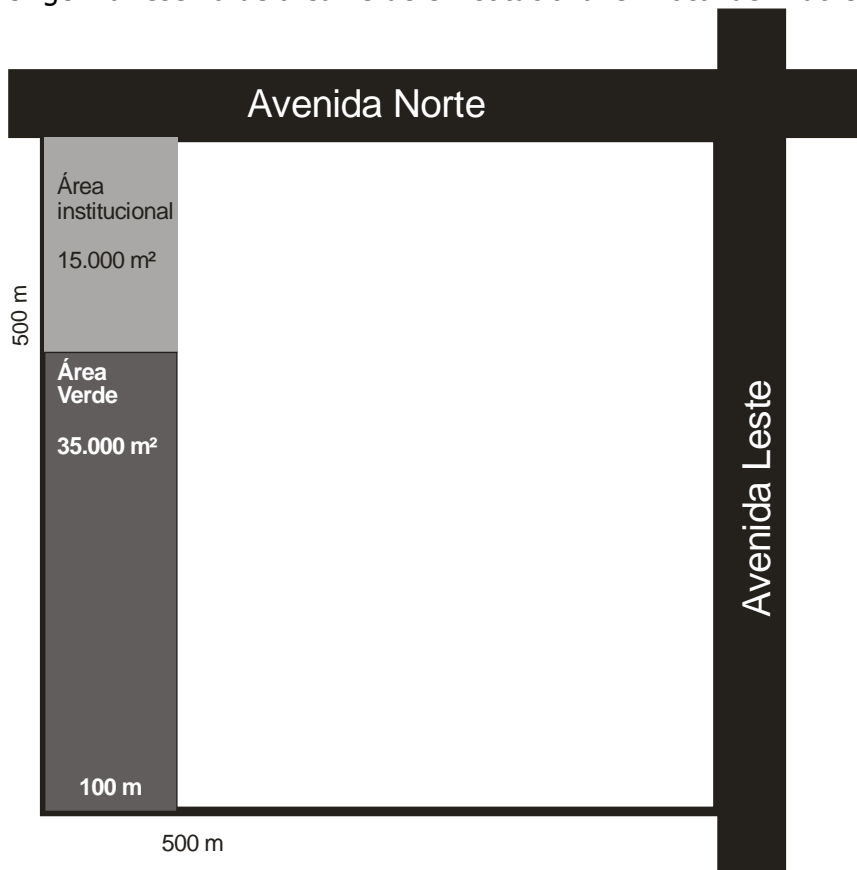 Avenida Norte
Área
institucional
15.000 m²
500 m
Área
Verde
35.000 m²
Avenida Leste
100 m
500 m